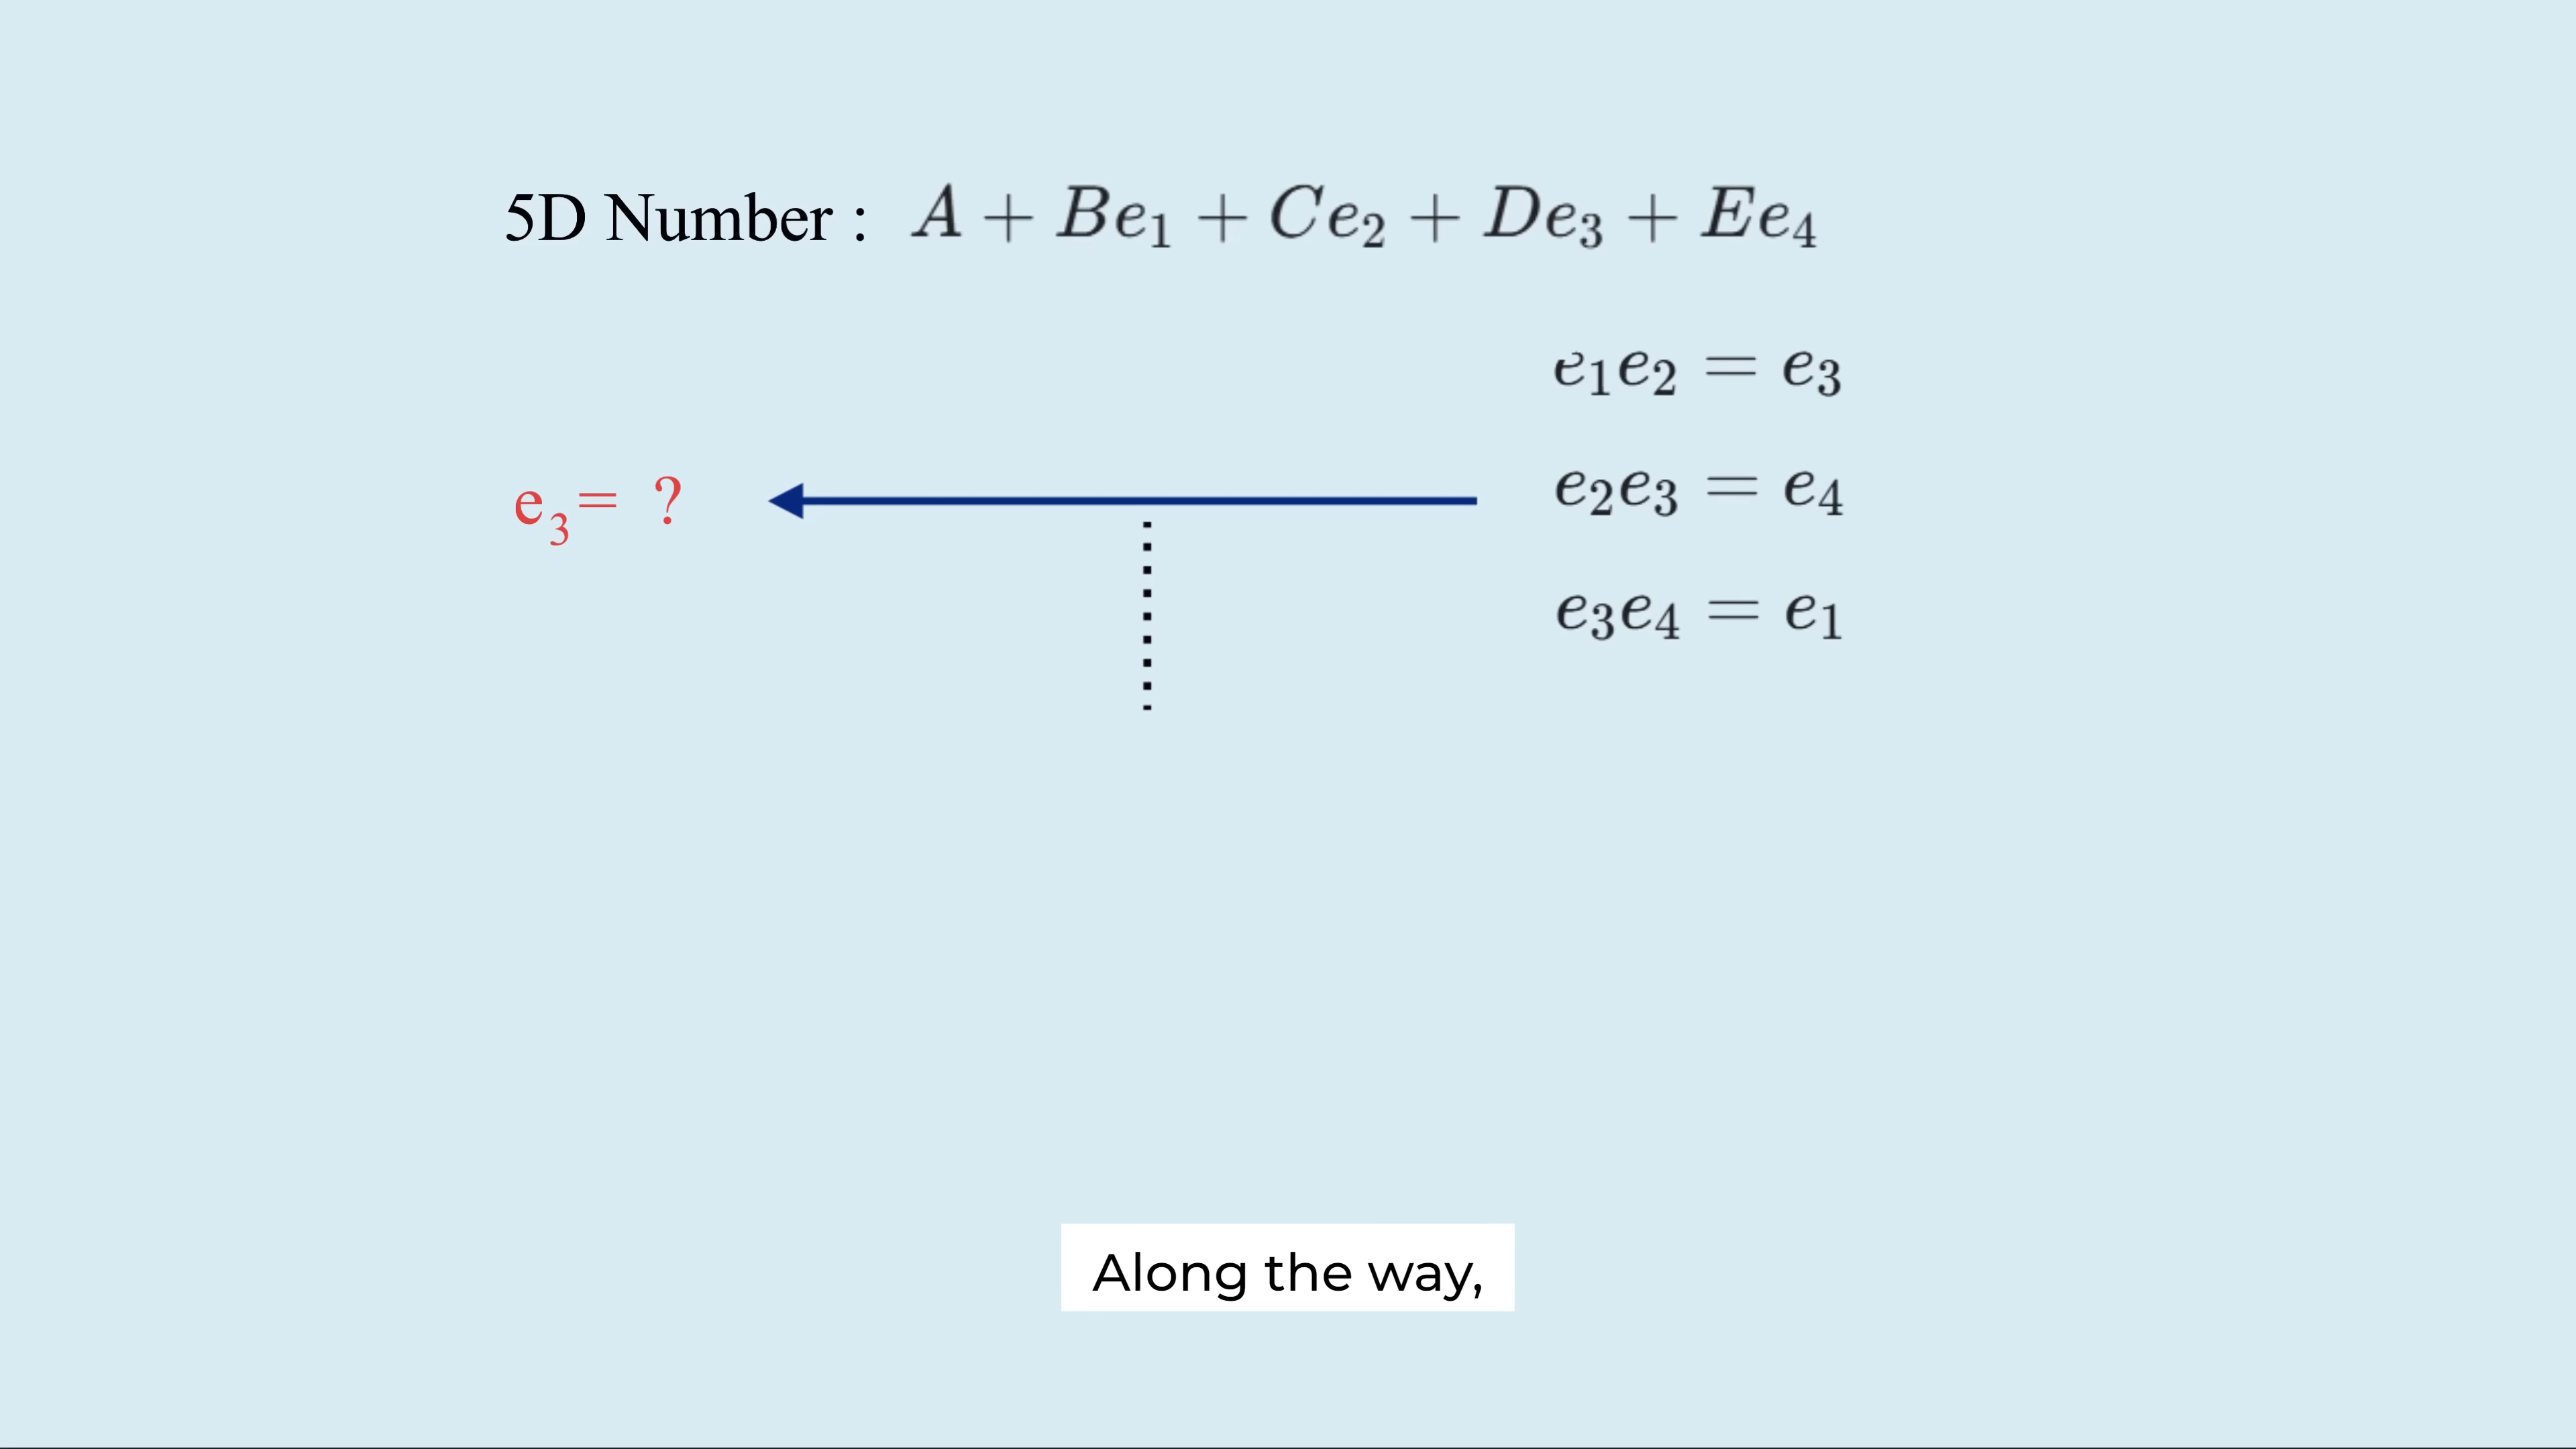 5D Number : A + Be₁ + Ce₂ + De₃ + Ee₄
e₁e₂ = e₃
e₃= ?
e₂e₃ = e₄
e₃e₄ = e₁
Along the way,